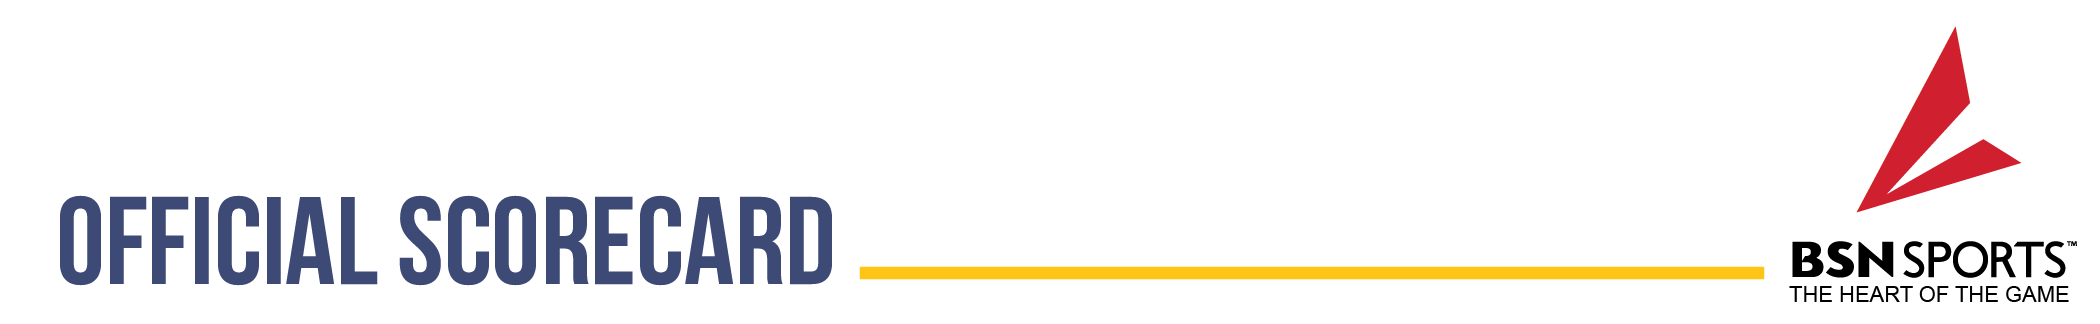 OFFICIAL SCORECARD
BSN SPORTS™
THE HEART OF THE GAME